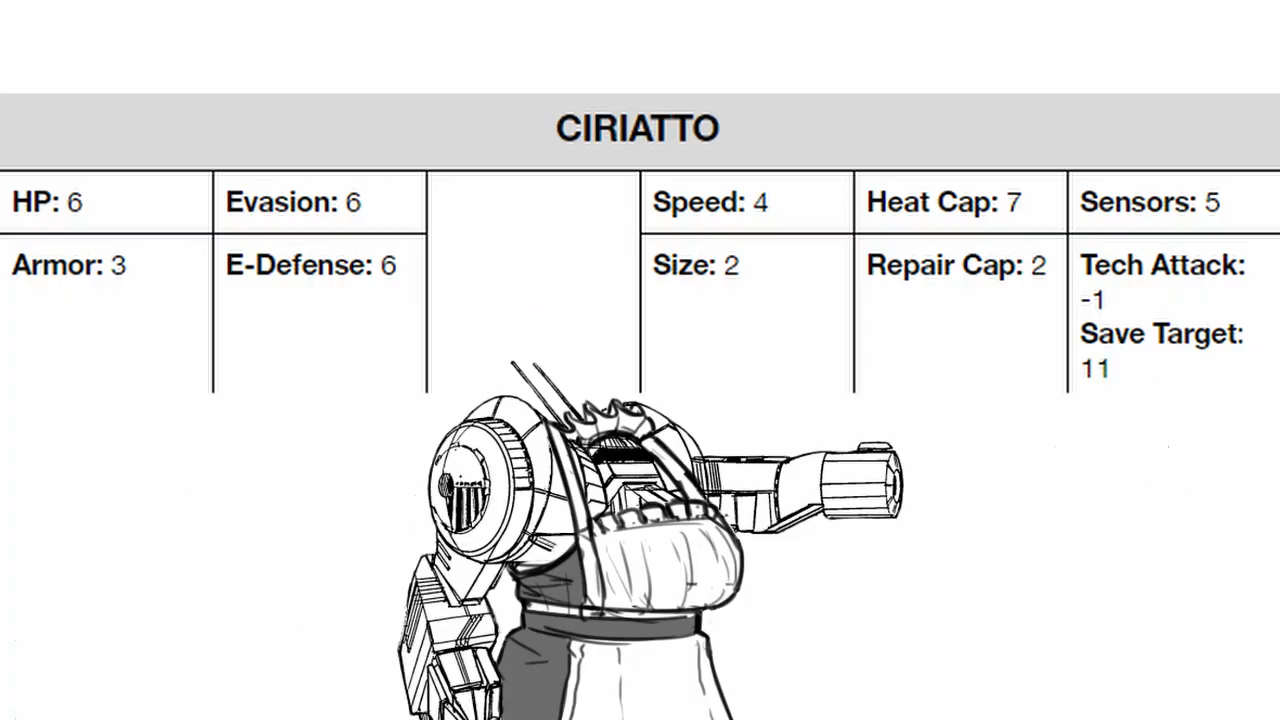 CIRIATTO
HP: 6
Evasion: 6
Speed: 4
Heat Cap: 7
Sensors: 5
Armor: 3
E-Defense: 6
Size: 2
Repair Cap: 2
Tech Attack:
-1
Save Target:
11